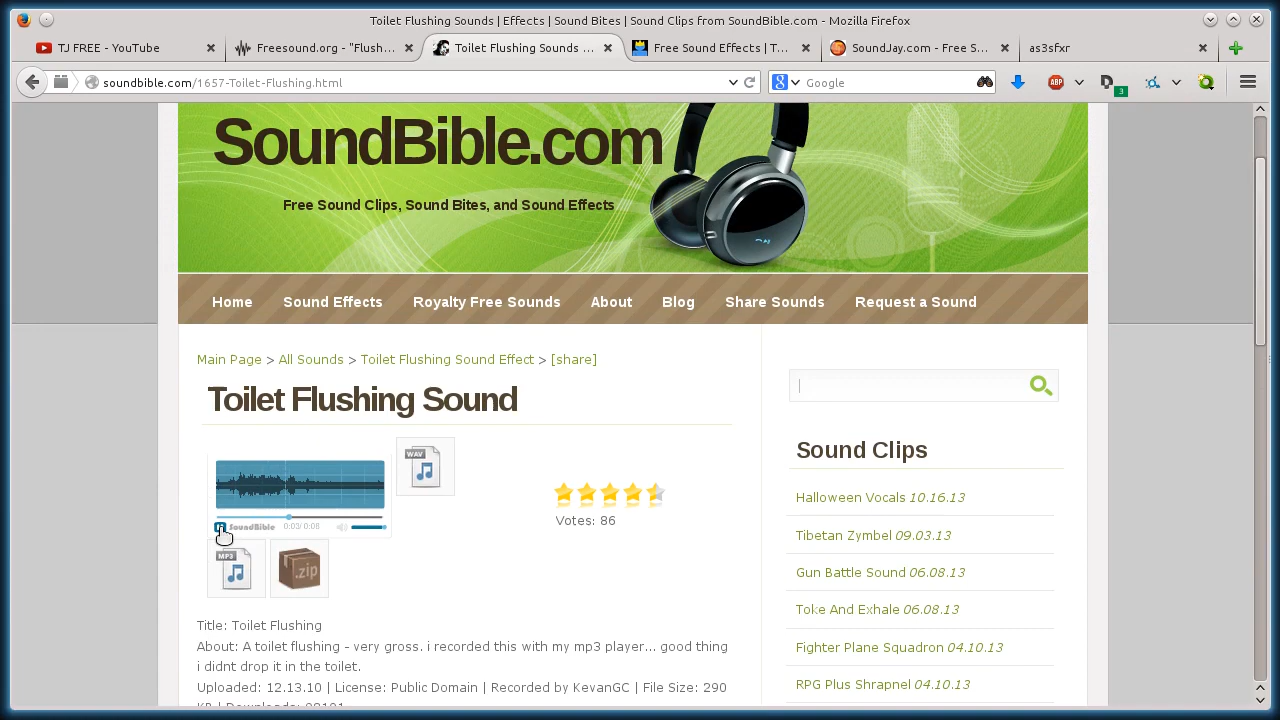 Toilet Flushing Sounds | Effects | Sound Bites | Sound Clips from SoundBible.com - Mozilla Firefox
TJ FREE - YouTube
Freesound.org - "Flush...
Toilet Flushing Sounds ...
Free Sound Effects | T...
SoundJay.com - Free S...
as3sfxr
soundbible.com/1657-Toilet-Flushing.html
Google
ABP
3
SoundBible.com
Free Sound Clips, Sound Bites, and Sound Effects
Home
Sound Effects
Royalty Free Sounds
About
Blog
Share Sounds
Request a Sound
Main Page > All Sounds > Toilet Flushing Sound Effect > [share]
Toilet Flushing Sound
WAV
SoundBible 0:03/0:08
Votes: 86
MP3
.zip
Title: Toilet Flushing
About: A toilet flushing - very gross. i recorded this with my mp3 player... good thing
i didnt drop it in the toilet.
Uploaded: 12.13.10 | License: Public Domain | Recorded by KevanGC | File Size: 290
Sound Clips
Halloween Vocals 10.16.13
Tibetan Zymbel 09.03.13
Gun Battle Sound 06.08.13
Toke And Exhale 06.08.13
Fighter Plane Squadron 04.10.13
RPG Plus Shrapnel 04.10.13